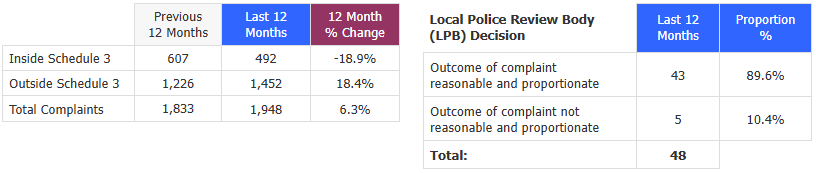 Previous 12 Months Last 12 Months 12 Month % Change
Inside Schedule 3 607 492 -18.9%
Outside Schedule 3 1,226 1,452 18.4%
Total Complaints 1,833 1,948 6.3%
Local Police Review Body (LPB) Decision Last 12 Months Proportion %
Outcome of complaint reasonable and proportionate 43 89.6%
Outcome of complaint not reasonable and proportionate 5 10.4%
Total: 48